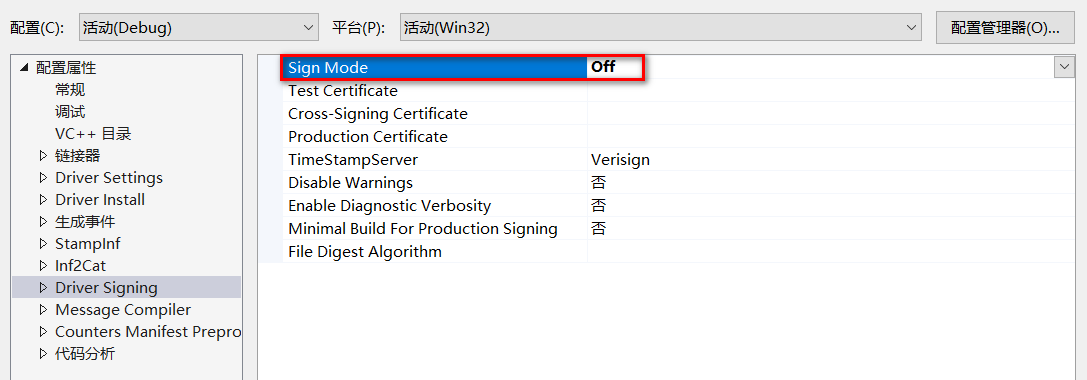 配置(C): 活动(Debug) 平台(P): 活动(Win32) 配置管理器(O)...
配置属性
常规
调试
VC++ 目录
链接器
Driver Settings
Driver Install
生成事件
StampInf
Inf2Cat
Driver Signing
Message Compiler
Counters Manifest Prepro
代码分析
Sign Mode Off
Test Certificate
Cross-Signing Certificate
Production Certificate
TimeStampServer Verisign
Disable Warnings 否
Enable Diagnostic Verbosity 否
Minimal Build For Production Signing 否
File Digest Algorithm